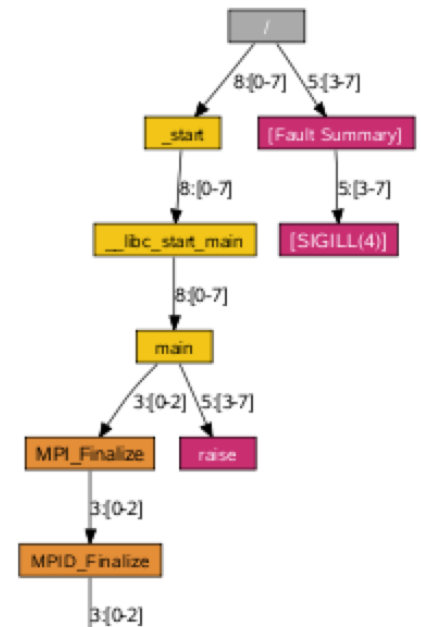 /
8:[0-7] 5:[3-7]
_start [Fault Summary]
8:[0-7] 5:[3-7]
__libc_start_main [SIGILL(4)]
8:[0-7]
main
3:[0-2] 5:[3-7]
MPI_Finalize raise
3:[0-2]
MPID_Finalize
3:[0-2]